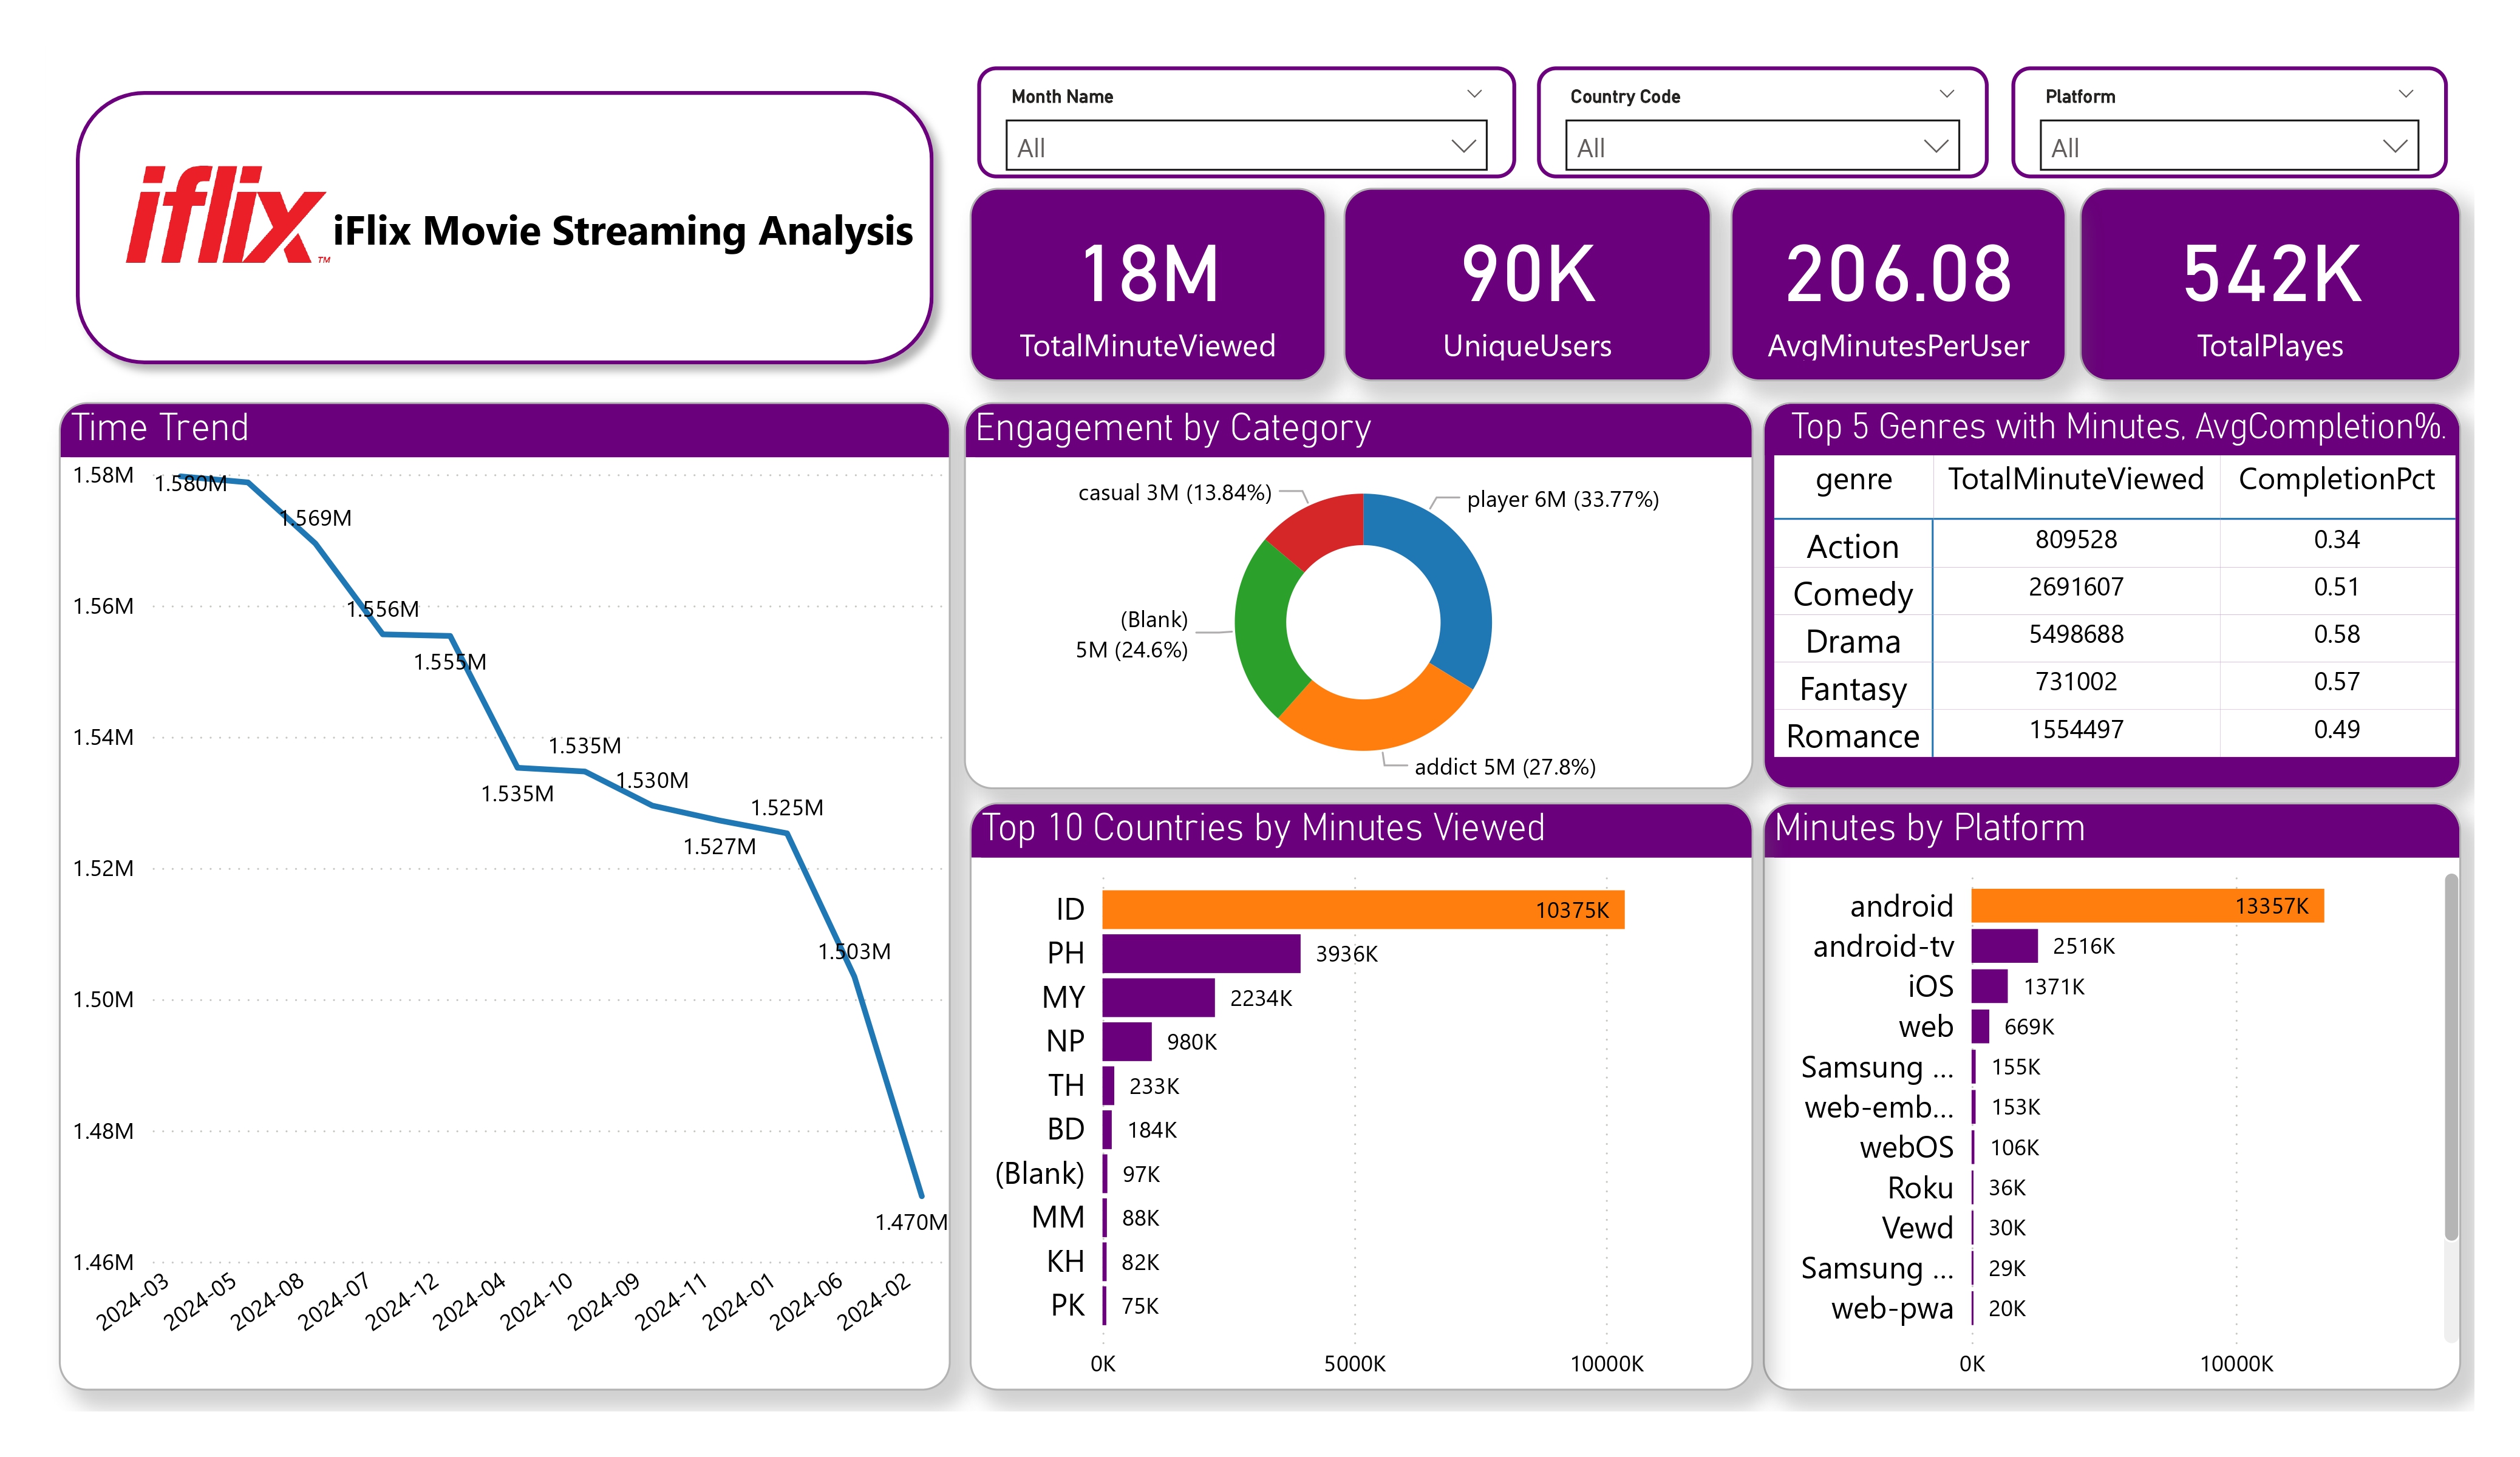 Month Name
All
Country Code
All
Platform
All
iflix ™
iFlix Movie Streaming Analysis
18M
TotalMinuteViewed
90K
UniqueUsers
206.08
AvgMinutesPerUser
542K
TotalPlayes
Time Trend
1.58M
1.56M
1.54M
1.52M
1.50M
1.48M
1.46M
1.580M
1.569M
1.556M
1.555M
1.535M
1.535M
1.530M
1.527M
1.525M
1.503M
1.470M
2024-03
2024-05
2024-08
2024-07
2024-12
2024-04
2024-10
2024-09
2024-11
2024-01
2024-06
2024-02
Engagement by Category
casual 3M (13.84%)
player 6M (33.77%)
(Blank)
5M (24.6%)
addict 5M (27.8%)
Top 5 Genres with Minutes, AvgCompletion%.
genre TotalMinuteViewed CompletionPct
Action 809528 0.34
Comedy 2691607 0.51
Drama 5498688 0.58
Fantasy 731002 0.57
Romance 1554497 0.49
Top 10 Countries by Minutes Viewed
ID 10375K
PH 3936K
MY 2234K
NP 980K
TH 233K
BD 184K
(Blank) 97K
MM 88K
KH 82K
PK 75K
0K 5000K 10000K
Minutes by Platform
android 13357K
android-tv 2516K
iOS 1371K
web 669K
Samsung ... 155K
web-emb... 153K
webOS 106K
Roku 36K
Vewd 30K
Samsung ... 29K
web-pwa 20K
0K 10000K